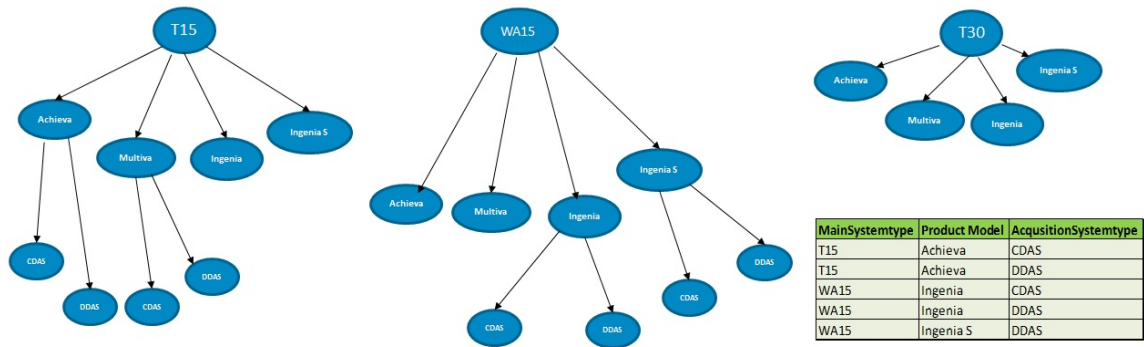 T15
Achieva
Multiva
Ingenia
Ingenia S
CDAS
DDAS
CDAS
DDAS
WA15
Achieva
Multiva
Ingenia
Ingenia S
CDAS
DDAS
CDAS
DDAS
T30
Achieva
Multiva
Ingenia
Ingenia S
MainSystemtype Product Model AcqusitionSystemtype
T15 Achieva CDAS
T15 Achieva DDAS
WA15 Ingenia CDAS
WA15 Ingenia DDAS
WA15 Ingenia S DDAS